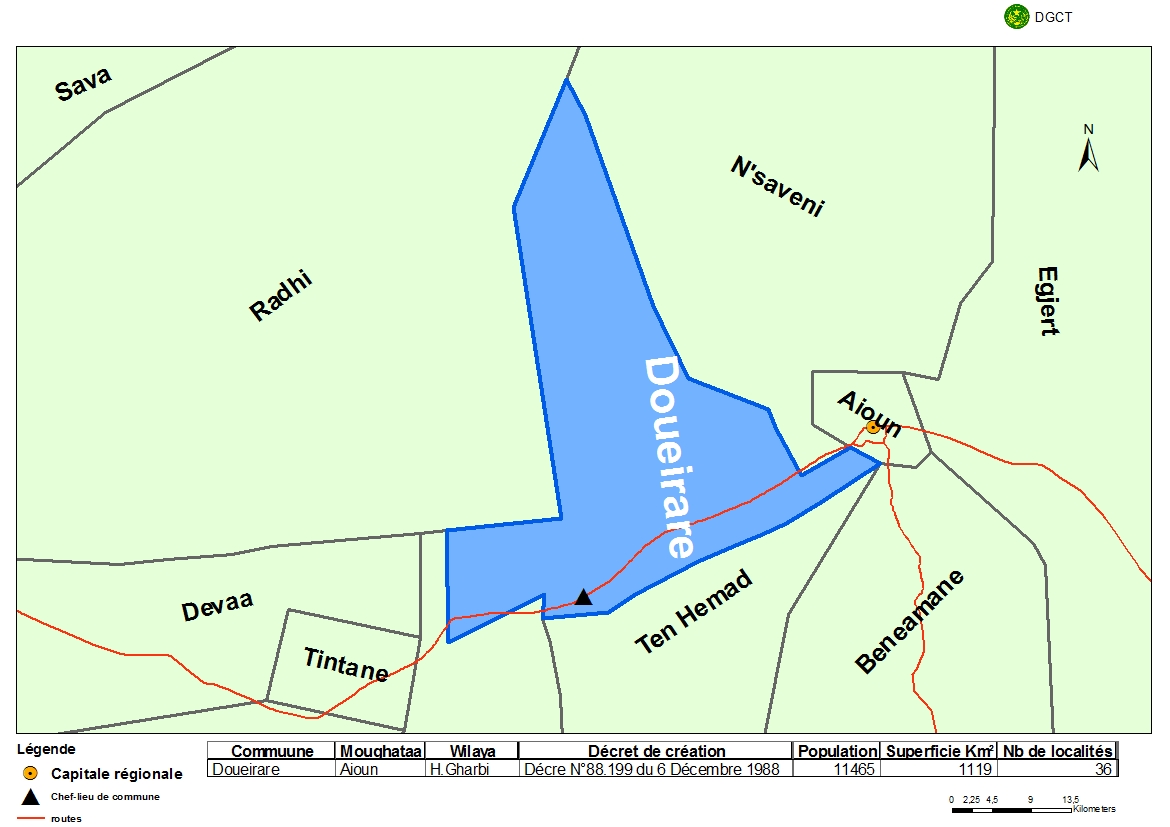 DGCT
Sava
N
N'saveni
Radhi
Egjert
Doueirare
Aioun
Devaa
Ten Hemad
Beneamane
Tintane
Légende
Capitale régionale
Chef-lieu de commune
routes
Commuune Moughataa Wilaya Décret de création Population Superficie Km² Nb de localités
Doueirare Aioun H.Gharbi Décre N°88.199 du 6 Décembre 1988 11465 1119 36
0 2,25 4,5 9 13,5
Kilometers